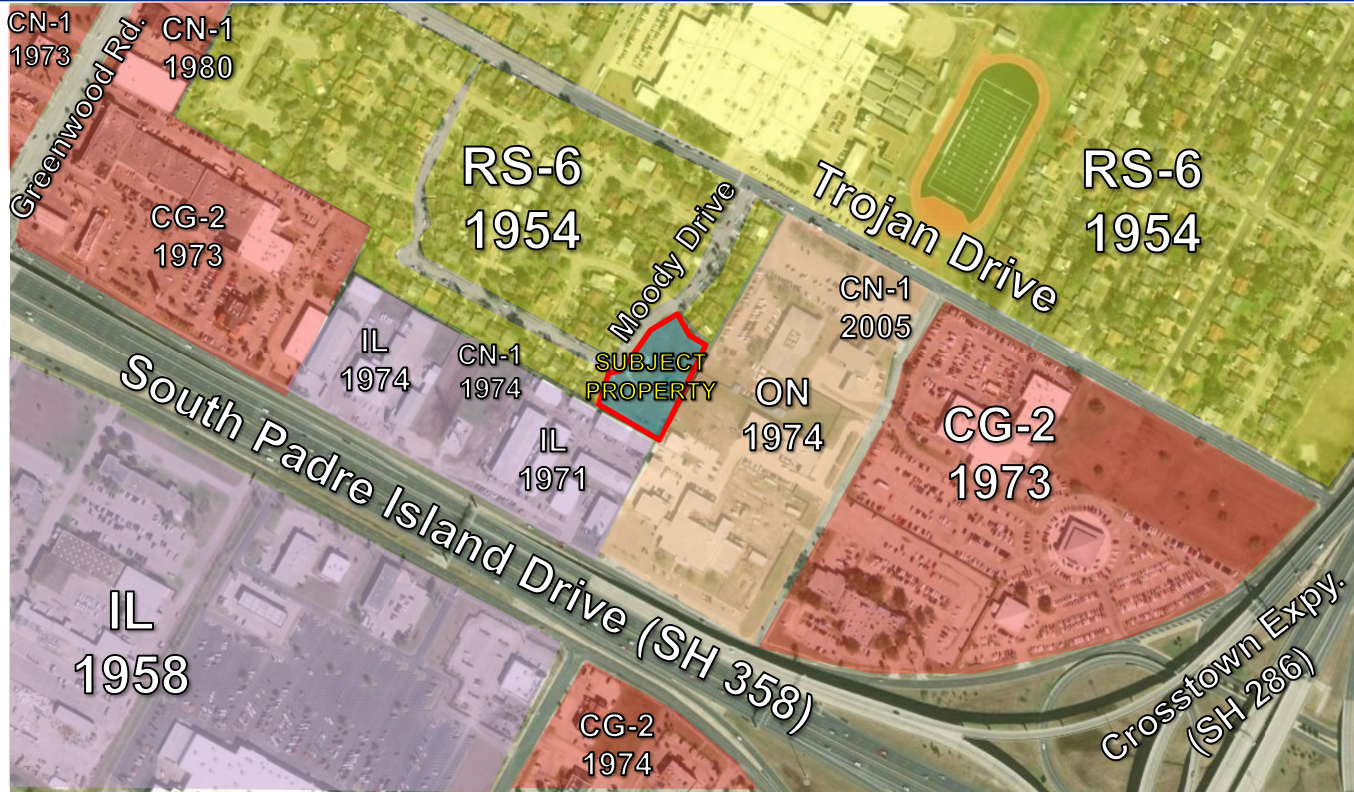 CN-1
1973
CN-1
1980
Greenwood Rd.
RS-6
1954
Trojan Drive
RS-6
1954
CG-2
1973
Moody Drive
CN-1
2005
IL
1974
CN-1
1974
SUBJECT
PROPERTY
ON
1974
CG-2
1973
IL
1971
South Padre Island Drive (SH 358)
IL
1958
CG-2
1974
Crosstown Expy.
(SH 286)